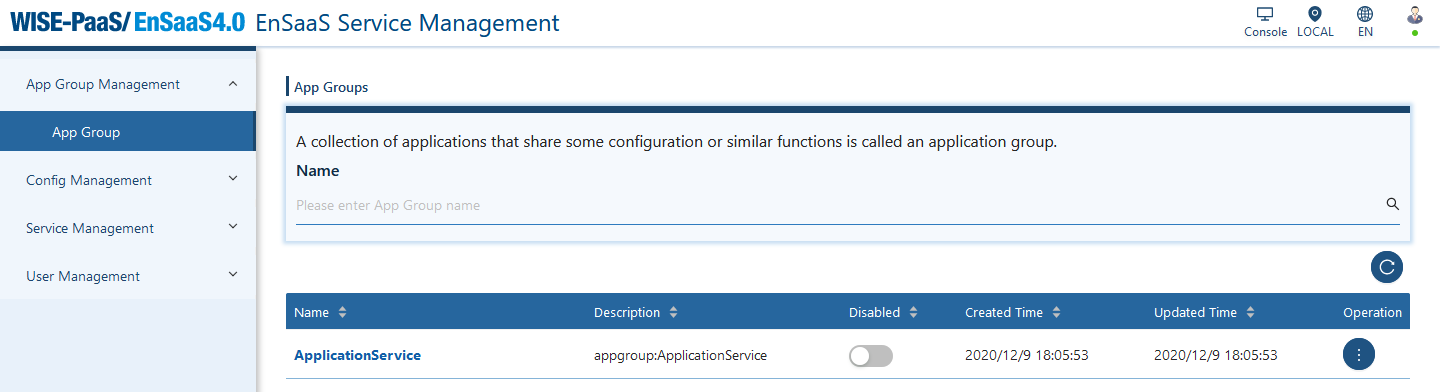 WISE-PaaS/EnSaaS4.0 EnSaaS Service Management
Console LOCAL EN
App Group Management
App Group
Config Management
Service Management
User Management
App Groups
A collection of applications that share some configuration or similar functions is called an application group.
Name
Please enter App Group name
Name Description Disabled Created Time Updated Time Operation
ApplicationService appgroup:ApplicationService 2020/12/9 18:05:53 2020/12/9 18:05:53